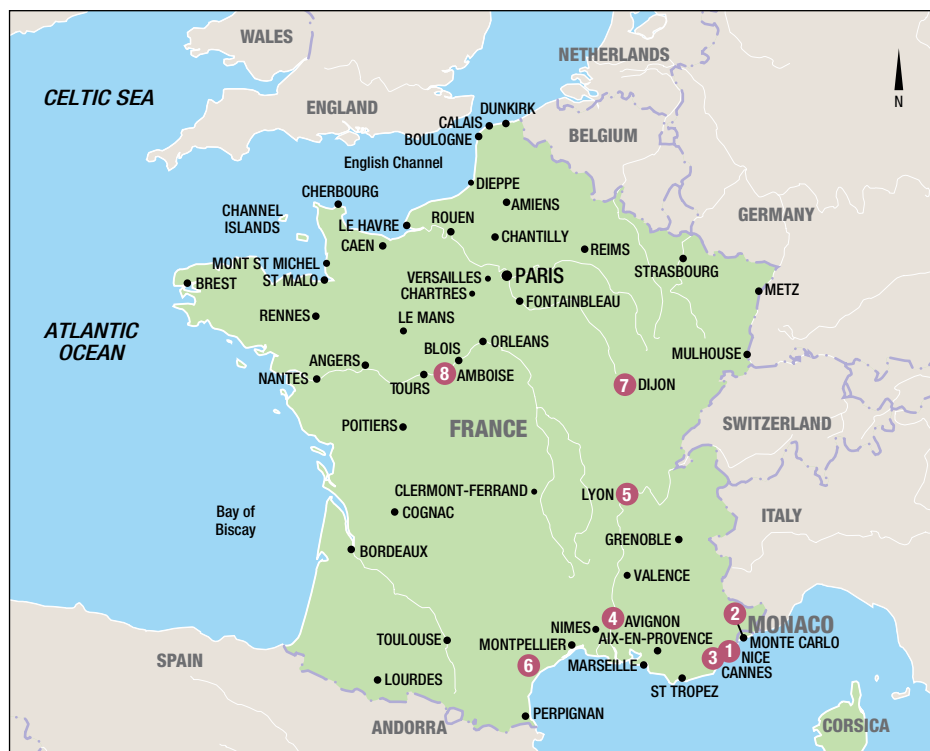 WALES
NETHERLANDS
N
CELTIC SEA
ENGLAND
DUNKIRK
CALAIS
BOULOGNE
BELGIUM
English Channel
DIEPPE
CHERBOURG
AMIENS
CHANNEL
ISLANDS
GERMANY
LE HAVRE
ROUEN
CHANTILLY
CAEN
REIMS
MONT ST MICHEL
STRASBOURG
ST MALO
VERSAILLES
PARIS
BREST
CHARTRES
METZ
FONTAINBLEAU
RENNES
LE MANS
ATLANTIC
OCEAN
ORLEANS
BLOIS
MULHOUSE
ANGERS
8
AMBOISE
NANTES
TOURS
7
DIJON
POITIERS
FRANCE
SWITZERLAND
CLERMONT-FERRAND
LYON
5
COGNAC
Bay of
Biscay
ITALY
GRENOBLE
BORDEAUX
VALENCE
2
4
AVIGNON
MONACO
NIMES
AIX-EN-PROVENCE
MONTE CARLO
TOULOUSE
MONTPELLIER
1
NICE
3
CANNES
SPAIN
6
MARSEILLE
LOURDES
ST TROPEZ
PERPIGNAN
ANDORRA
CORSICA